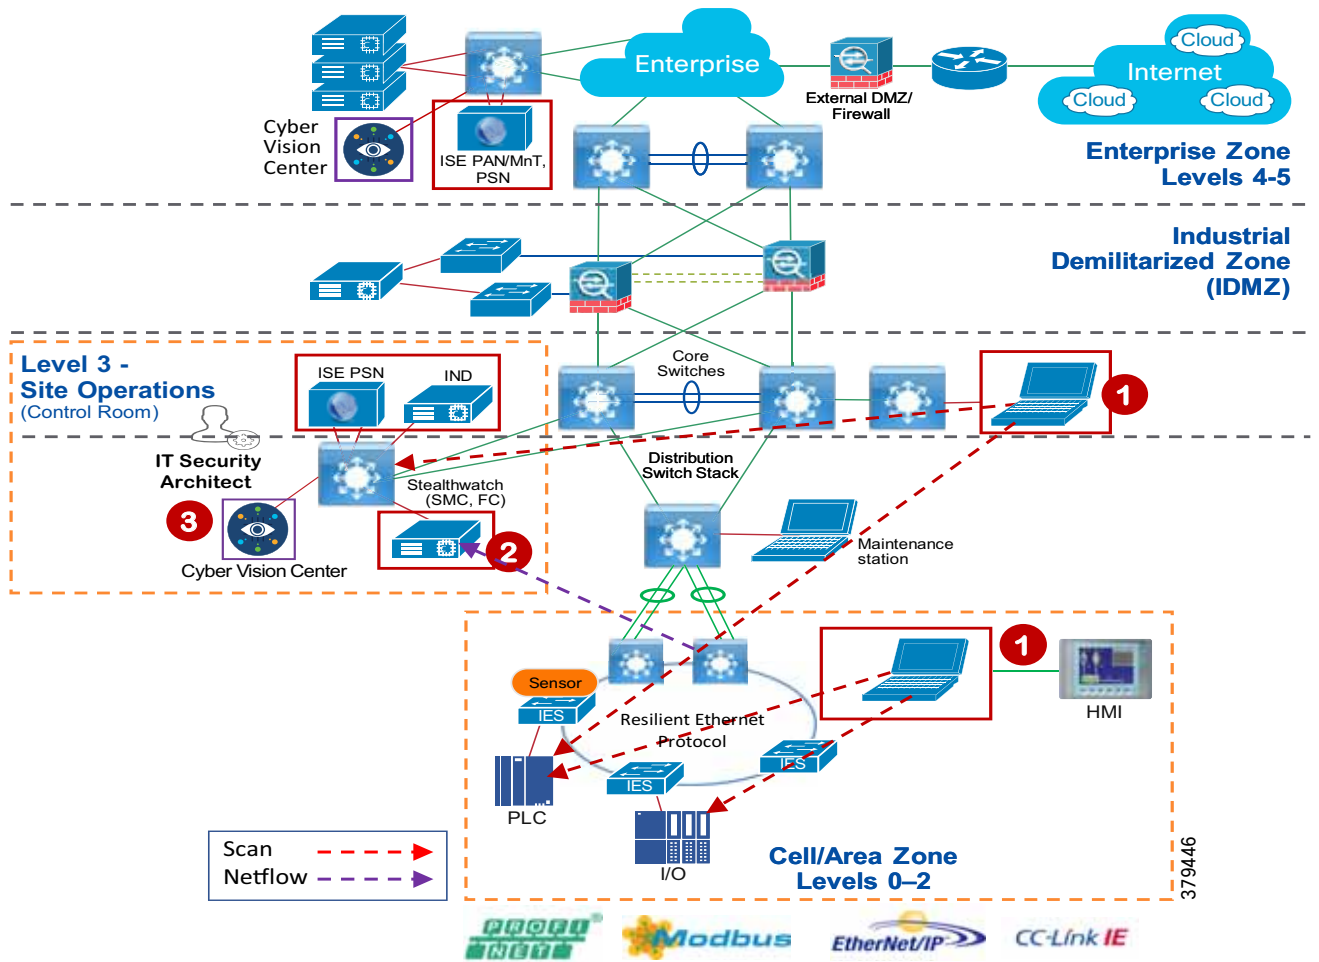 Enterprise
Cloud
Internet
Cloud
Cloud
External DMZ/
Firewall
Cyber
Vision
Center
ISE PAN/MnT,
PSN
Enterprise Zone
Levels 4-5
Industrial
Demilitarized Zone
(IDMZ)
Level 3 -
Site Operations
(Control Room)
ISE PSN
IND
Core
Switches
1
IT Security
Architect
Stealthwatch
(SMC, FC)
Distribution
Switch Stack
3
2
Cyber Vision Center
Maintenance
station
1
HMI
Sensor
IES
Resilient Ethernet
Protocol
IES
IES
PLC
I/O
Scan
Netflow
Cell/Area Zone
Levels 0–2
379446
PROFI
NET®
Modbus
EtherNet/IP
CC-Link IE